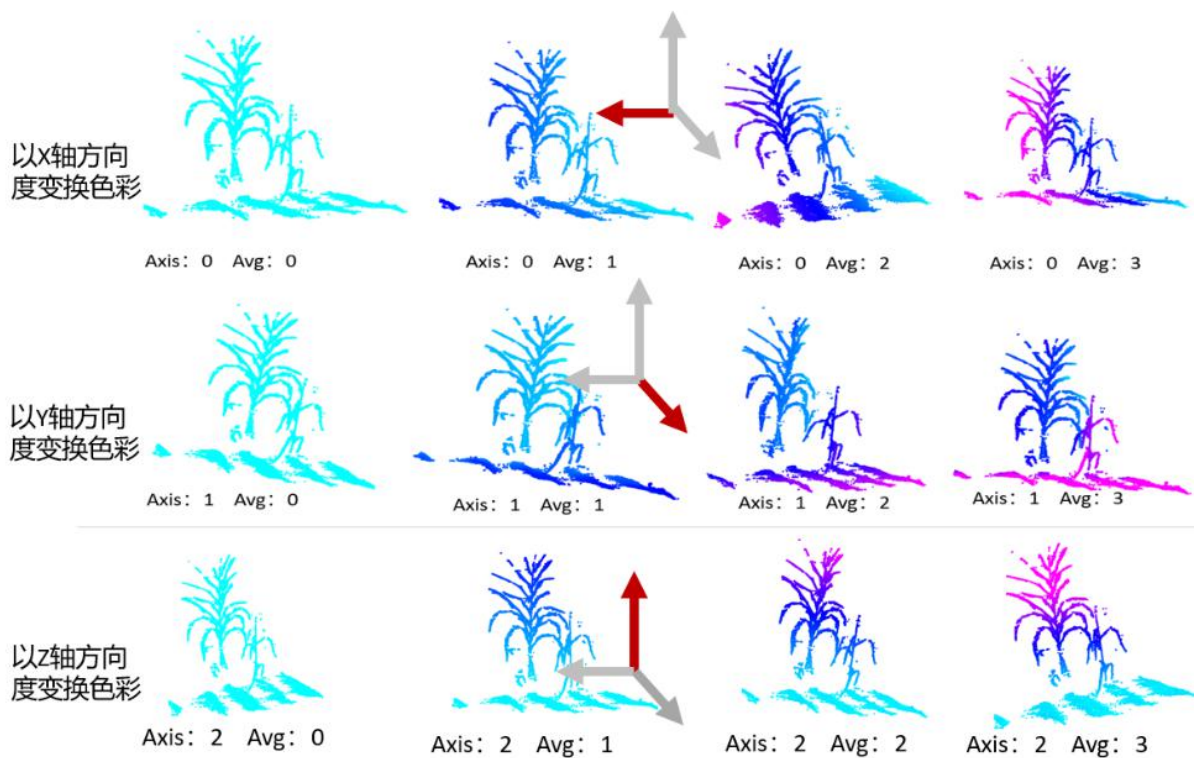 以X轴方向
度变换色彩
Axis：0 Avg：0
Axis：0 Avg：1
Axis：0 Avg：2
Axis：0 Avg：3
以Y轴方向
度变换色彩
Axis：1 Avg：0
Axis：1 Avg：1
Axis：1 Avg：2
Axis：1 Avg：3
以Z轴方向
度变换色彩
Axis：2 Avg：0
Axis：2 Avg：1
Axis：2 Avg：2
Axis：2 Avg：3